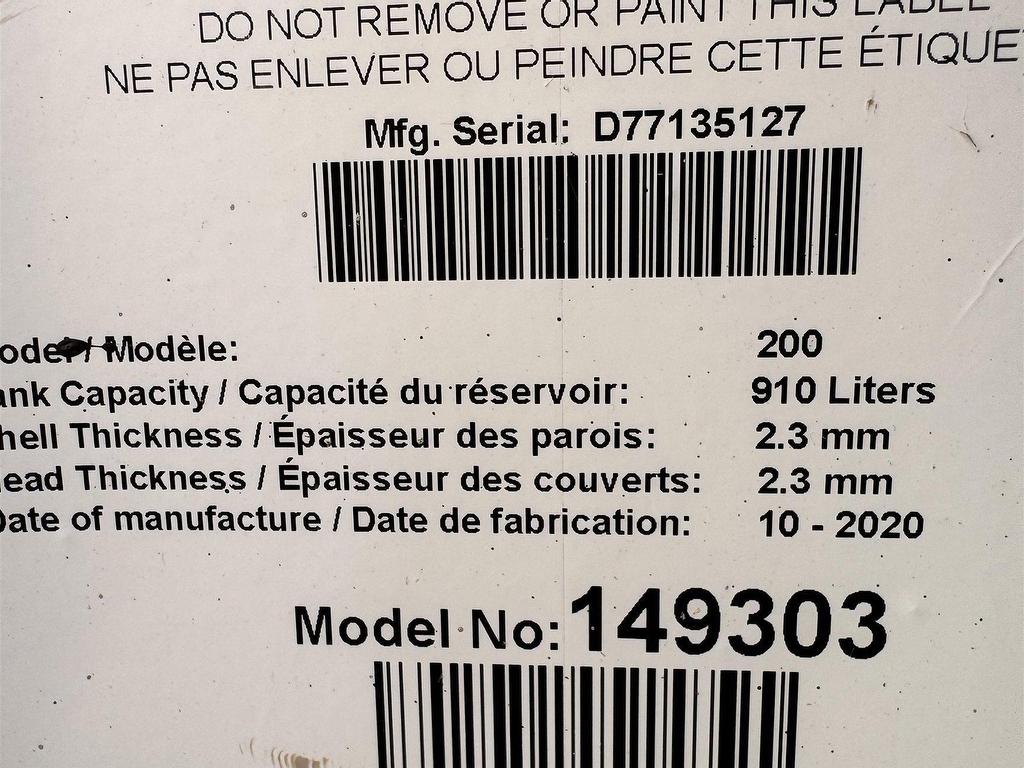 DO NOT REMOVE OR PAINT THIS LABEL
NE PAS ENLEVER OU PEINDRE CETTE ÉTIQUE
Mfg. Serial: D77135127
odel / Modèle: 200
ank Capacity / Capacité du réservoir: 910 Liters
hell Thickness / Épaisseur des parois: 2.3 mm
ead Thickness / Épaisseur des couverts: 2.3 mm
Date of manufacture / Date de fabrication: 10 - 2020
Model No: 149303